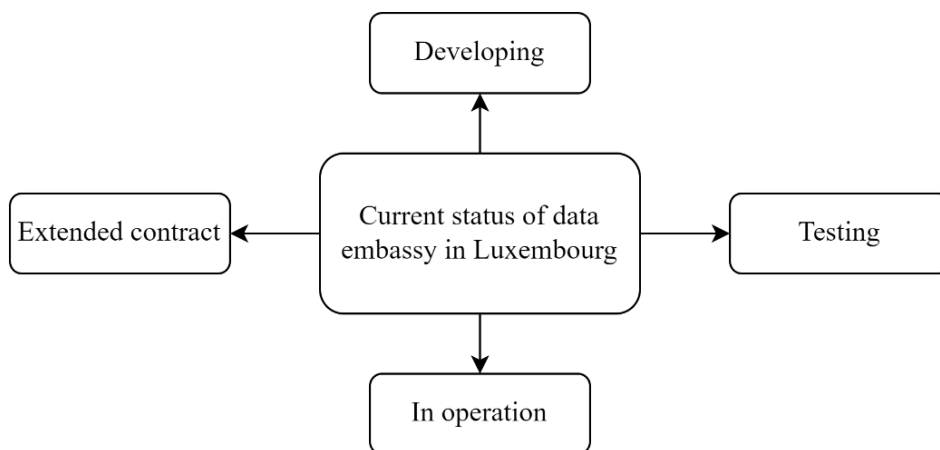 Developing
Extended contract
Current status of data
embassy in Luxembourg
Testing
In operation